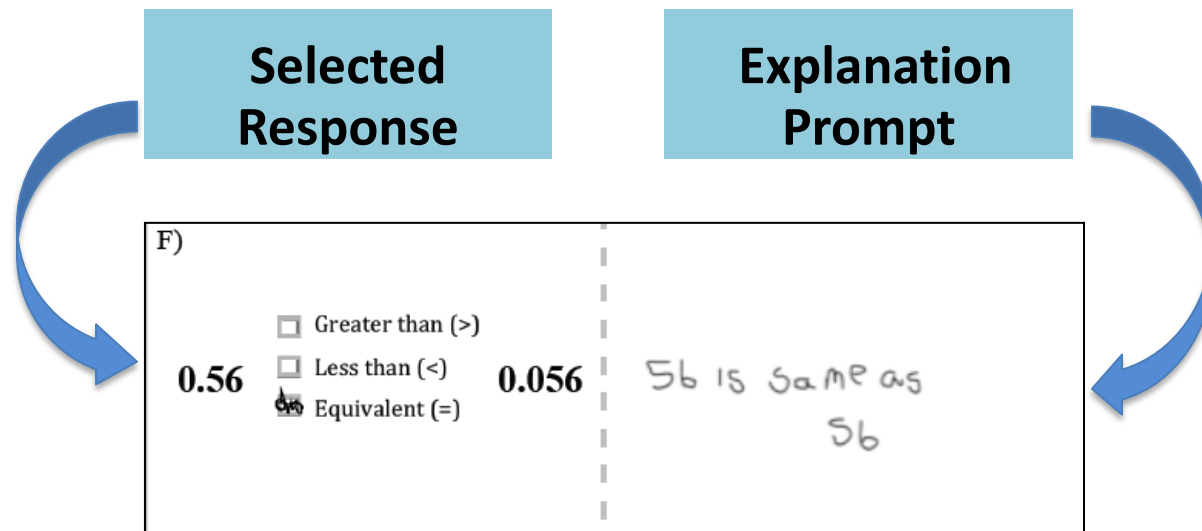 Selected
Response
Explanation
Prompt
F)
Greater than (>)
Less than (<)
Equivalent (=)
0.56
0.056
56 is same as
56